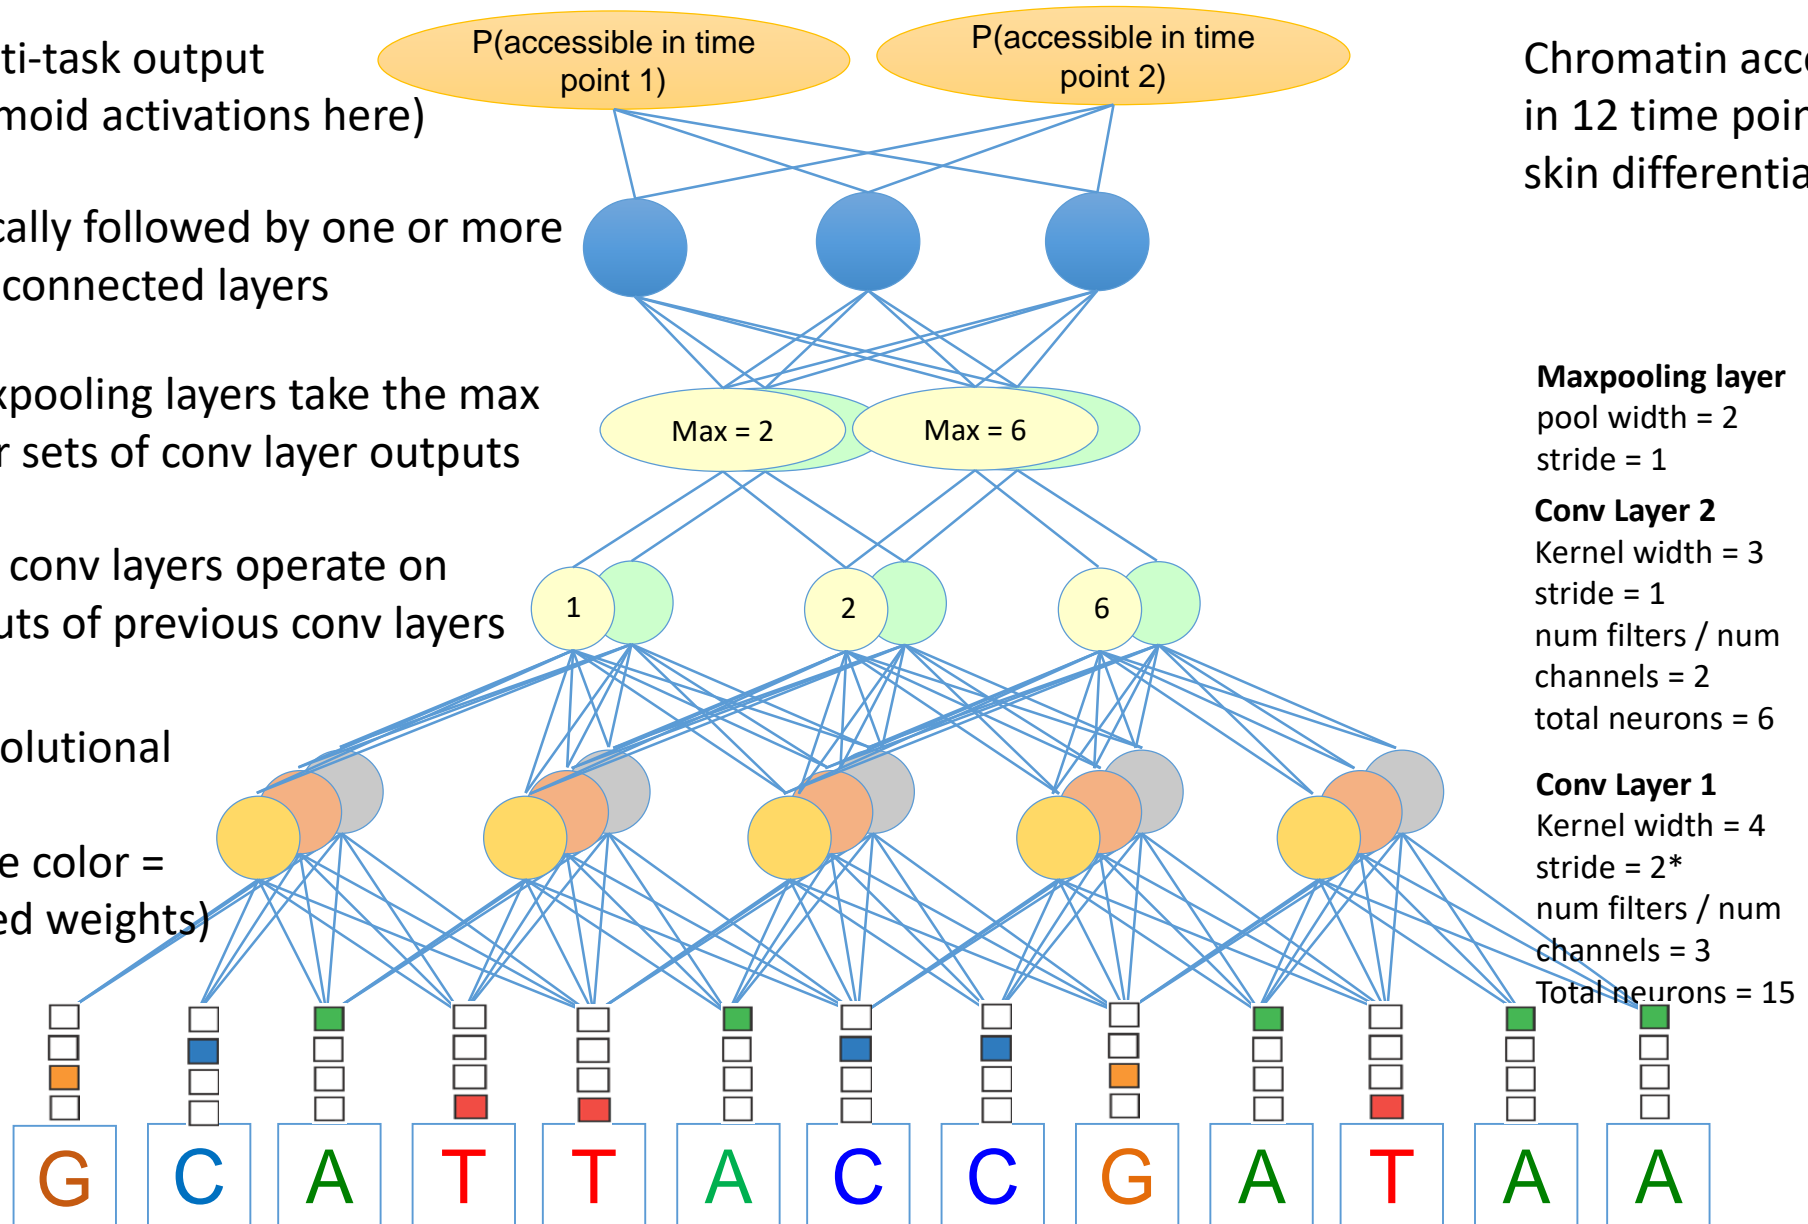 ti-task output
moid activations here)
P(accessible in time
point 1)
P(accessible in time
point 2)
Chromatin acc
in 12 time poin
skin differentia
cally followed by one or more
connected layers
xpooling layers take the max
r sets of conv layer outputs
Max = 2
Max = 6
Maxpooling layer
pool width = 2
stride = 1
conv layers operate on
uts of previous conv layers
1
2
6
Conv Layer 2
Kernel width = 3
stride = 1
num filters / num
channels = 2
total neurons = 6
olutional
e color =
ed weights)
Conv Layer 1
Kernel width = 4
stride = 2*
num filters / num
channels = 3
Total neurons = 15
G C A T T A C C G A T A A